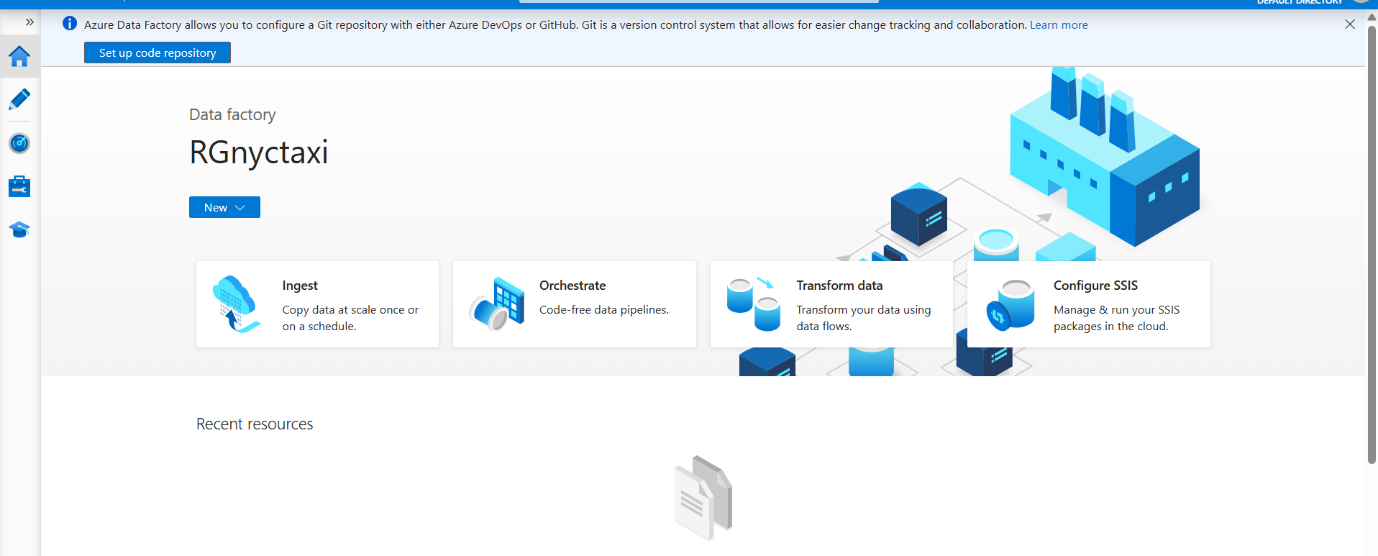 DEFAULT DIRECTORY
»
Azure Data Factory allows you to configure a Git repository with either Azure DevOps or GitHub. Git is a version control system that allows for easier change tracking and collaboration. Learn more
Set up code repository
Data factory
RGnyctaxi
New
Ingest
Copy data at scale once or
on a schedule.
Orchestrate
Code-free data pipelines.
Transform data
Transform your data using
data flows.
Configure SSIS
Manage & run your SSIS
packages in the cloud.
Recent resources